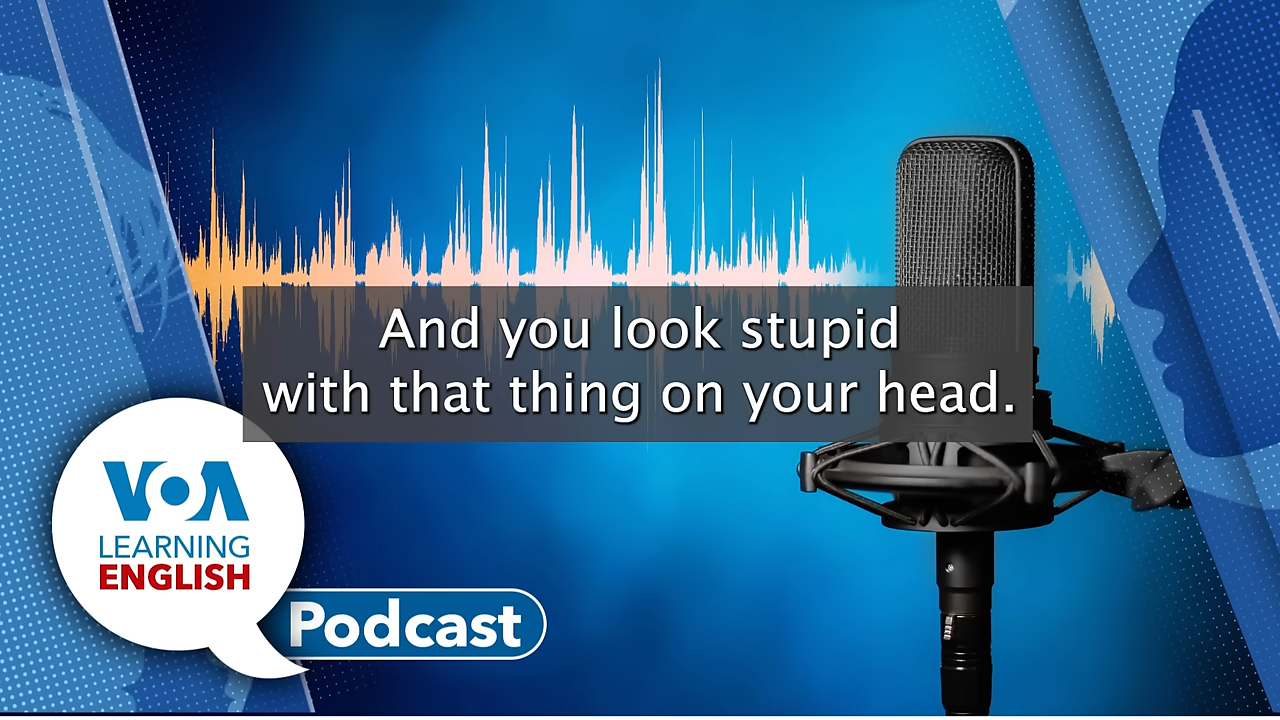 And you look stupid
with that thing on your head.
VOA
LEARNING
ENGLISH
Podcast